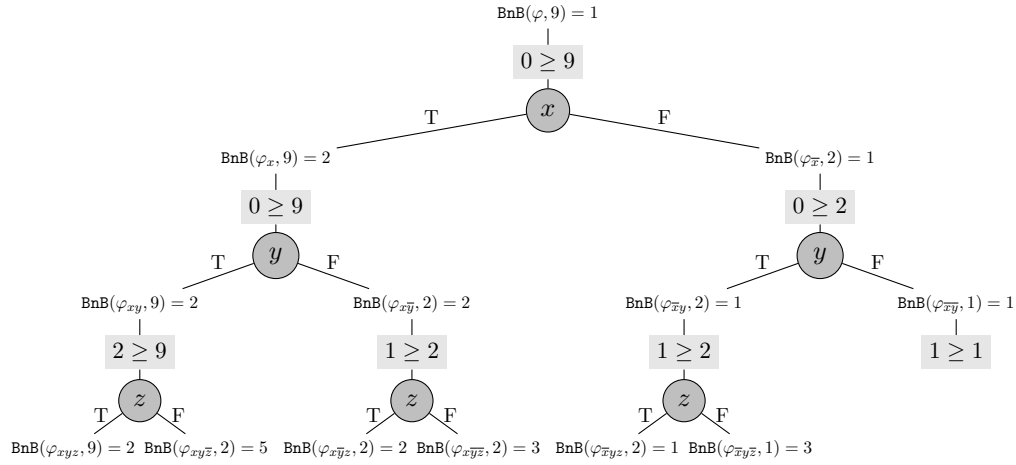 BnB(φ, 9) = 1
0 ≥ 9
x
T F
BnB(φ_x, 9) = 2 BnB(φ_x̅, 2) = 1
0 ≥ 9 0 ≥ 2
y y
T F T F
BnB(φ_xy, 9) = 2 BnB(φ_xy̅, 2) = 2 BnB(φ_x̅y, 2) = 1 BnB(φ_x̅y̅, 1) = 1
2 ≥ 9 1 ≥ 2 1 ≥ 2 1 ≥ 1
z z z
T F T F T F
BnB(φ_xyz, 9) = 2 BnB(φ_xyz̅, 2) = 5 BnB(φ_xy̅z, 2) = 2 BnB(φ_xy̅z̅, 2) = 3 BnB(φ_x̅yz, 2) = 1 BnB(φ_x̅yz̅, 1) = 3